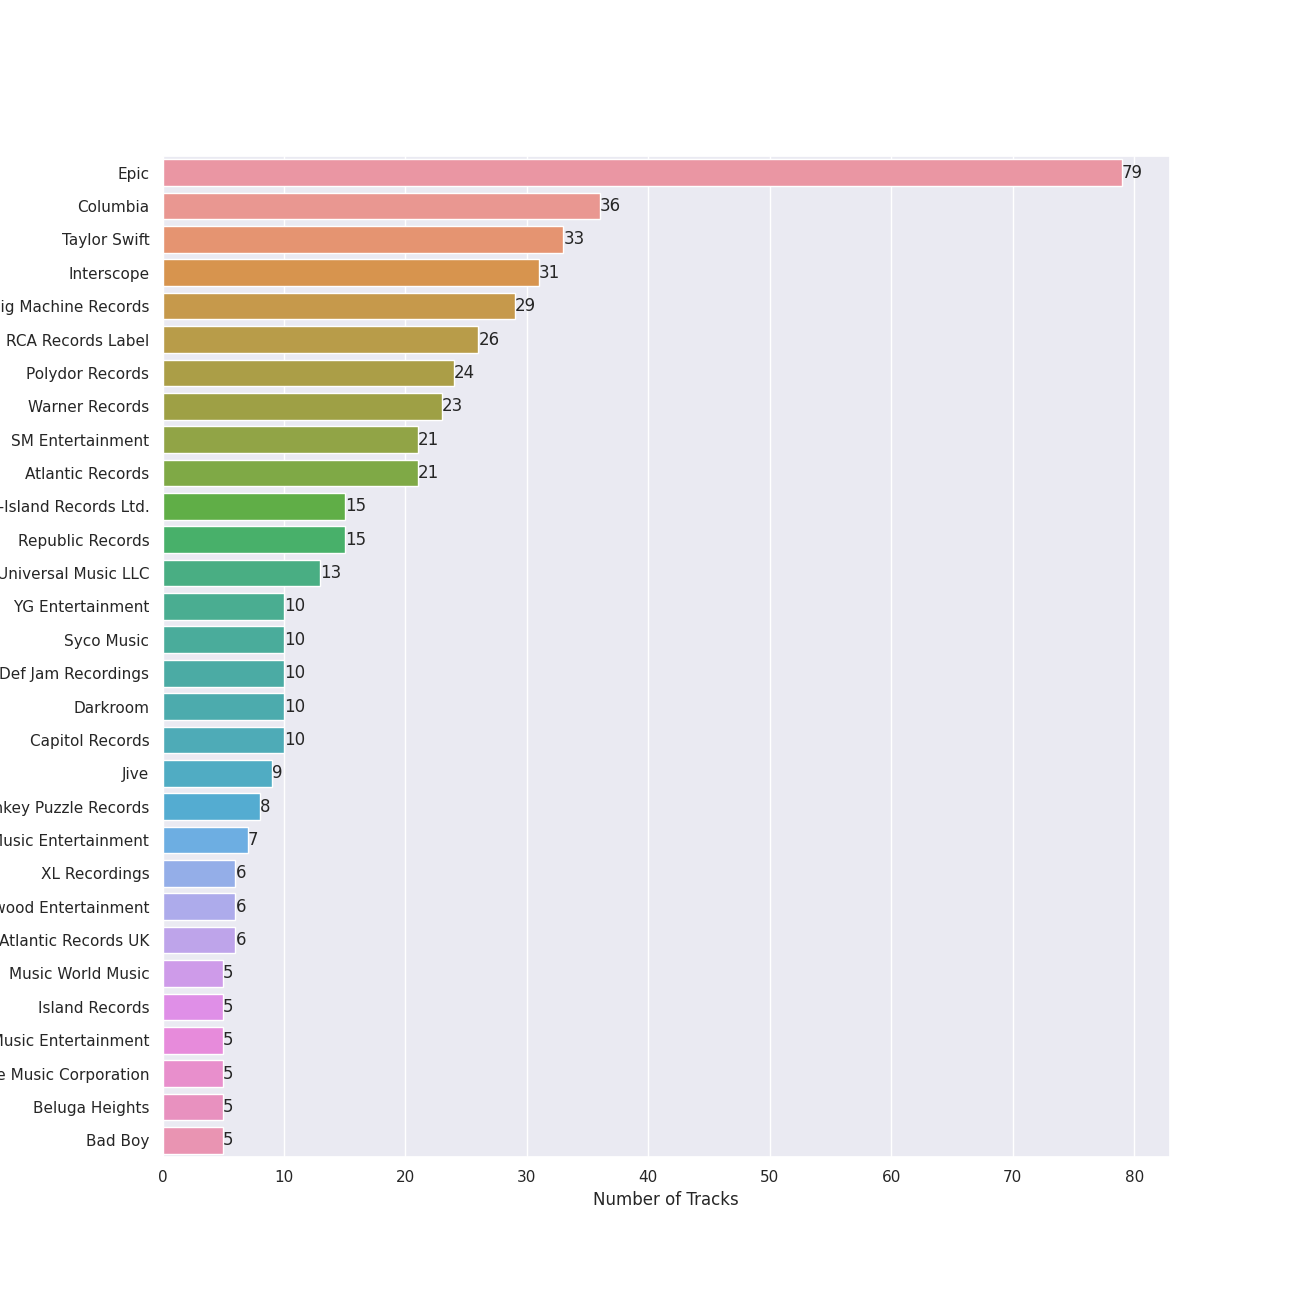 Epic 79
Columbia 36
Taylor Swift 33
Interscope 31
ig Machine Records 29
RCA Records Label 26
Polydor Records 24
Warner Records 23
SM Entertainment 21
Atlantic Records 21
-Island Records Ltd. 15
Republic Records 15
Universal Music LLC 13
YG Entertainment 10
Syco Music 10
Def Jam Recordings 10
Darkroom 10
Capitol Records 10
Jive 9
key Puzzle Records 8
Music Entertainment 7
XL Recordings 6
wood Entertainment 6
Atlantic Records UK 6
Music World Music 5
Island Records 5
Music Entertainment 5
e Music Corporation 5
Beluga Heights 5
Bad Boy 5
0 10 20 30 40 50 60 70 80
Number of Tracks